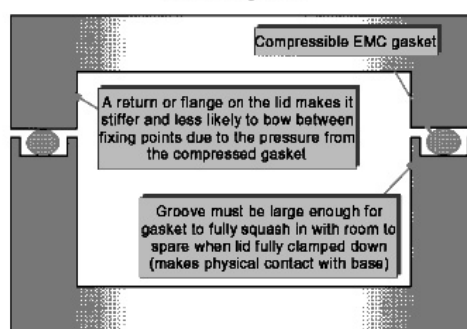 Compressible EMC gasket
A return or flange on the lid makes it
stiffer and less likely to bow between
fixing points due to the pressure from
the compressed gasket
Groove must be large enough for
gasket to fully squash in with room to
spare when lid fully clamped down
(makes physical contact with base)